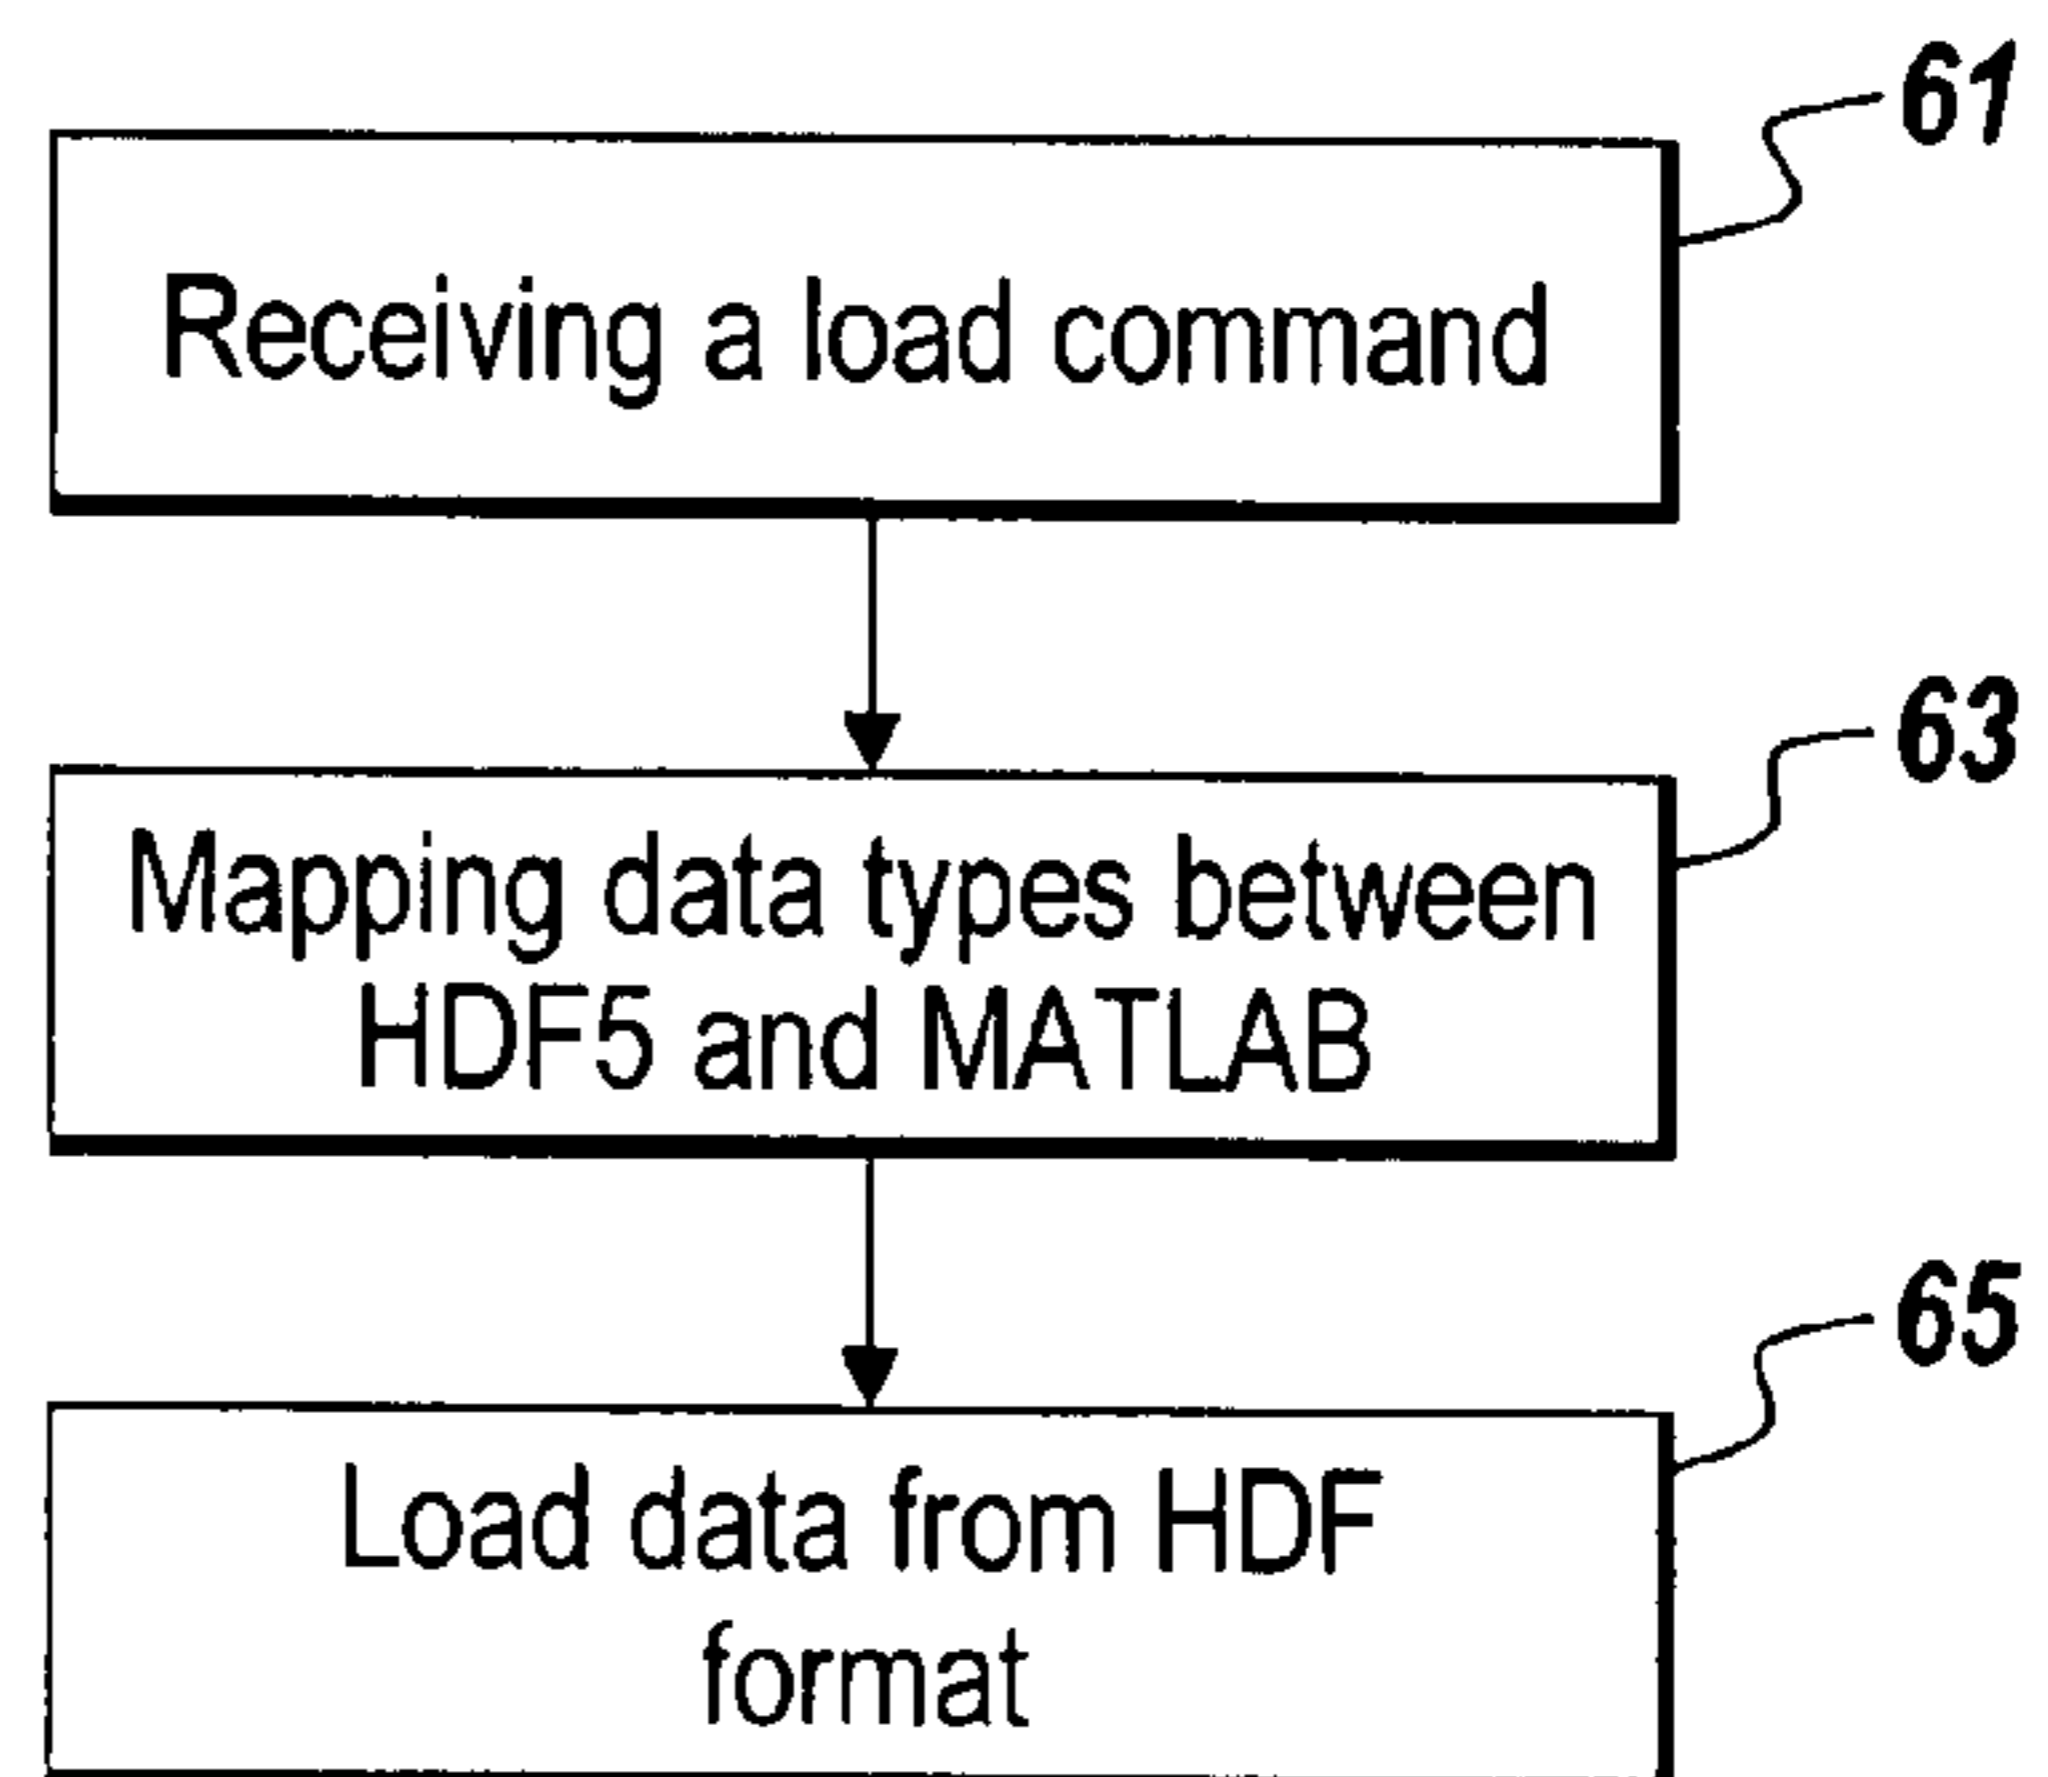 61
Receiving a load command
63
Mapping data types between
HDF5 and MATLAB
65
Load data from HDF
format